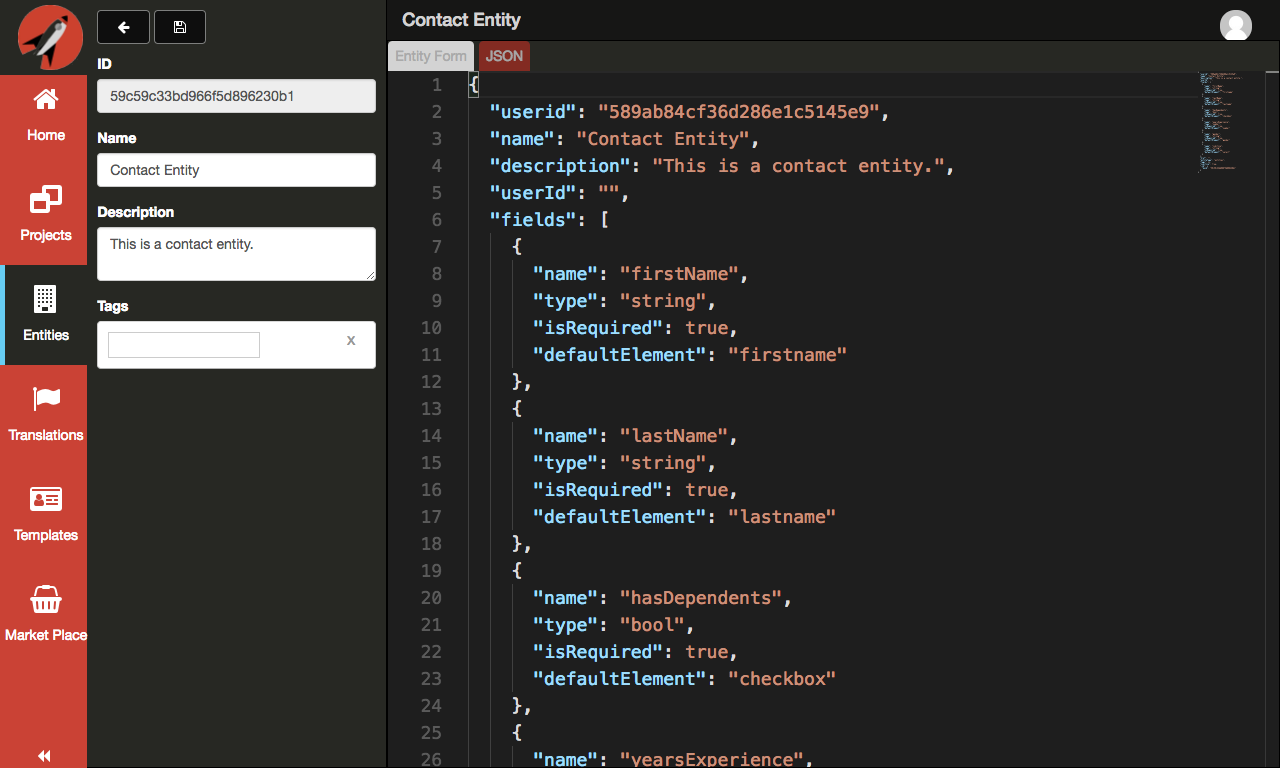 ID
59c59c33bd966f5d896230b1
Name
Contact Entity
Description
This is a contact entity.
Tags
x
Home
Projects
Entities
Translations
Templates
Market Place
Contact Entity
Entity Form
JSON
1 {
2 "userid": "589ab84cf36d286e1c5145e9",
3 "name": "Contact Entity",
4 "description": "This is a contact entity.",
5 "userId": "",
6 "fields": [
7 {
8 "name": "firstName",
9 "type": "string",
10 "isRequired": true,
11 "defaultElement": "firstname"
12 },
13 {
14 "name": "lastName",
15 "type": "string",
16 "isRequired": true,
17 "defaultElement": "lastname"
18 },
19 {
20 "name": "hasDependents",
21 "type": "bool",
22 "isRequired": true,
23 "defaultElement": "checkbox"
24 },
25 {
26 "name": "yearsExperience",